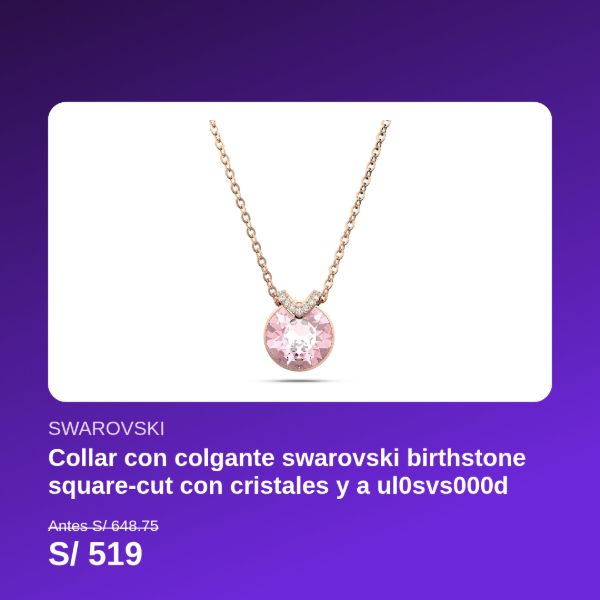 SWAROVSKI
Collar con colgante swarovski birthstone
square-cut con cristales y a ul0svs000d
Antes S/ 648.75
S/ 519